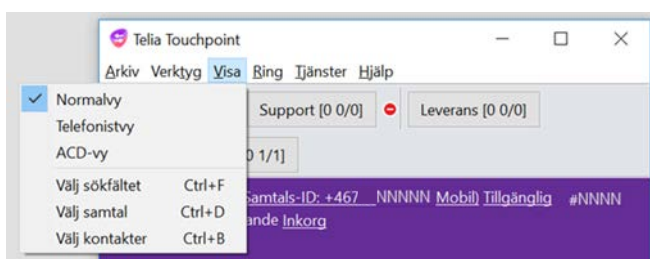 Telia Touchpoint
Arkiv Verktyg Visa Ring Tjänster Hjälp
Normalvy
Telefonistvy
ACD-vy
Välj sökfältet Ctrl+F
Välj samtal Ctrl+D
Välj kontakter Ctrl+B
Support [0 0/0] Leverans [0 0/0]
0 1/1]
Samtals-ID: +467 NNNNN Mobil) Tillgänglig #NNNN
ande Inkorg